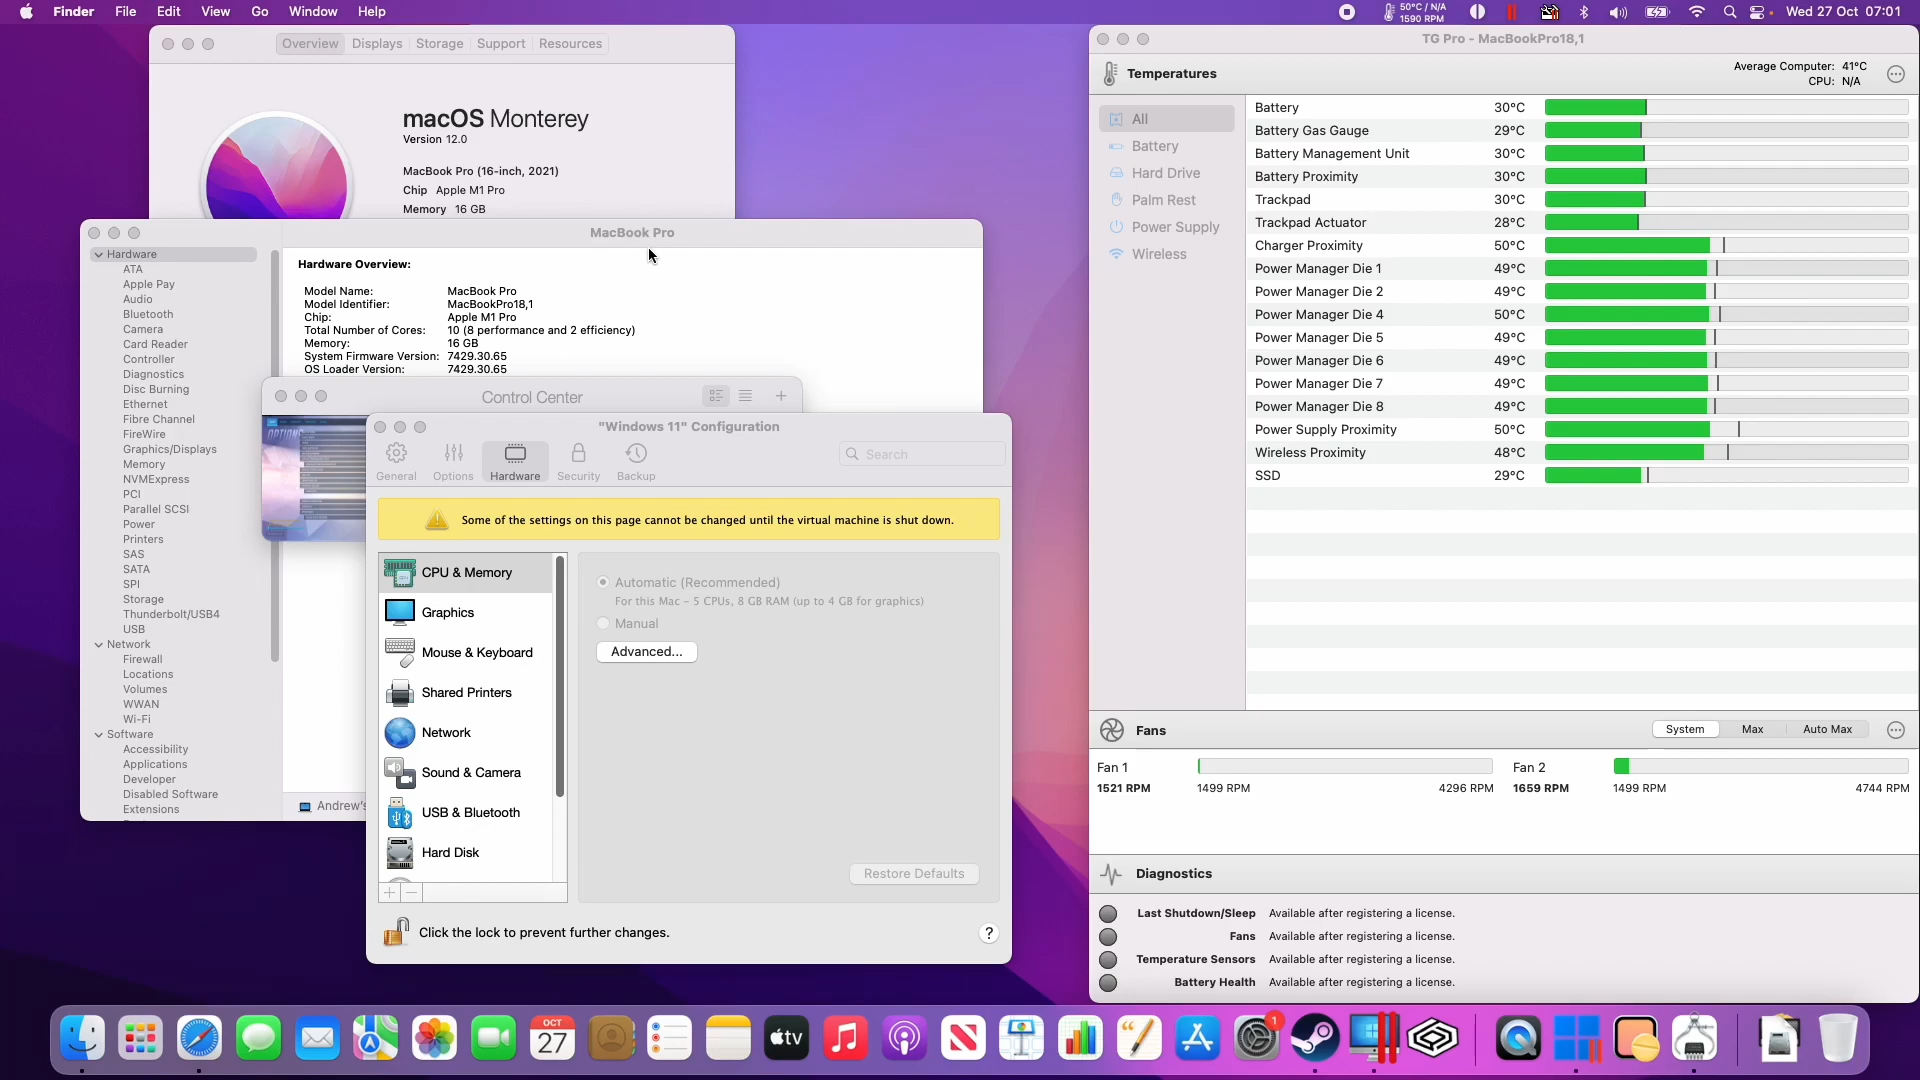 Finder File Edit View Go Window Help
50°C / N/A
1590 RPM
Wed 27 Oct 07:01
Overview Displays Storage Support Resources
macOS Monterey
Version 12.0
MacBook Pro (16-inch, 2021)
Chip Apple M1 Pro
Memory 16 GB
MacBook Pro
Hardware
ATA
Apple Pay
Audio
Bluetooth
Camera
Card Reader
Controller
Diagnostics
Disc Burning
Ethernet
Fibre Channel
FireWire
Graphics/Displays
Memory
NVMExpress
PCI
Parallel SCSI
Power
Printers
SAS
SATA
SPI
Storage
Thunderbolt/USB4
USB
Network
Firewall
Locations
Volumes
WWAN
Wi-Fi
Software
Accessibility
Applications
Developer
Disabled Software
Extensions
Hardware Overview:
Model Name: MacBook Pro
Model Identifier: MacBookPro18,1
Chip: Apple M1 Pro
Total Number of Cores: 10 (8 performance and 2 efficiency)
Memory: 16 GB
System Firmware Version: 7429.30.65
OS Loader Version: 7429.30.65
Andrew's
Control Center
OPTIONS
"Windows 11" Configuration
General Options Hardware Security Backup
Search
Some of the settings on this page cannot be changed until the virtual machine is shut down.
CPU & Memory
Graphics
Mouse & Keyboard
Shared Printers
Network
Sound & Camera
USB & Bluetooth
Hard Disk
Automatic (Recommended)
For this Mac - 5 CPUs, 8 GB RAM (up to 4 GB for graphics)
Manual
Advanced...
Restore Defaults
Click the lock to prevent further changes.
?
TG Pro - MacBookPro18,1
Temperatures
Average Computer: 41°C
CPU: N/A
All
Battery
Hard Drive
Palm Rest
Power Supply
Wireless
Battery 30°C
Battery Gas Gauge 29°C
Battery Management Unit 30°C
Battery Proximity 30°C
Trackpad 30°C
Trackpad Actuator 28°C
Charger Proximity 50°C
Power Manager Die 1 49°C
Power Manager Die 2 49°C
Power Manager Die 4 50°C
Power Manager Die 5 49°C
Power Manager Die 6 49°C
Power Manager Die 7 49°C
Power Manager Die 8 49°C
Power Supply Proximity 50°C
Wireless Proximity 48°C
SSD 29°C
Fans
System Max Auto Max
Fan 1 Fan 2
1521 RPM 1499 RPM 4296 RPM 1659 RPM 1499 RPM 4744 RPM
Diagnostics
Last Shutdown/Sleep Available after registering a license.
Fans Available after registering a license.
Temperature Sensors Available after registering a license.
Battery Health Available after registering a license.
OCT
27
tv
1